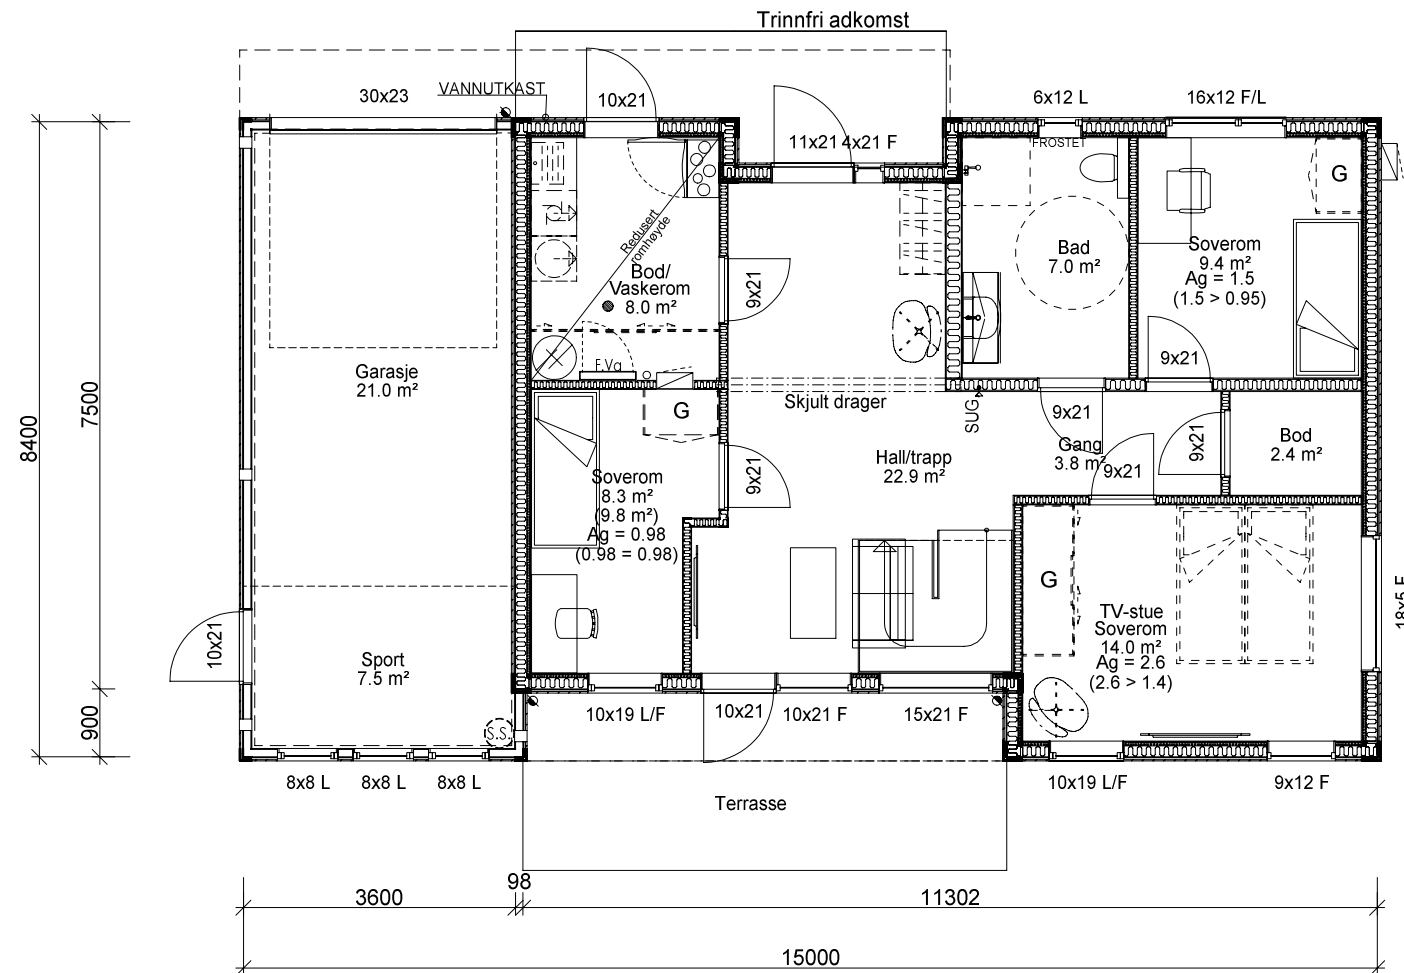 Trinnfri adkomst
30x23
VANNUTKAST
10x21
11x21
4x21 F
6x12 L
16x12 F/L
FROSTET
G
Redusert
romhøyde
Bod/
Vaskerom
8.0 m²
9x21
Bad
7.0 m²
Soverom
9.4 m²
Ag = 1.5
(1.5 > 0.95)
9x21
F.Vg
Garasje
21.0 m²
8400
7500
G
Skjult drager
SUG
9x21
Gang
3.8 m²
9x21
9x21
Bod
2.4 m²
Soverom
8.3 m²
(9.8 m²)
Ag = 0.98
(0.98 = 0.98)
9x21
Hall/trapp
22.9 m²
G
TV-stue
Soverom
14.0 m²
Ag = 2.6
(2.6 > 1.4)
18x5 F
10x21
Sport
7.5 m²
900
S.S.
10x19 L/F
10x21
10x21 F
15x21 F
8x8 L
8x8 L
8x8 L
10x19 L/F
9x12 F
Terrasse
3600
98
11302
15000